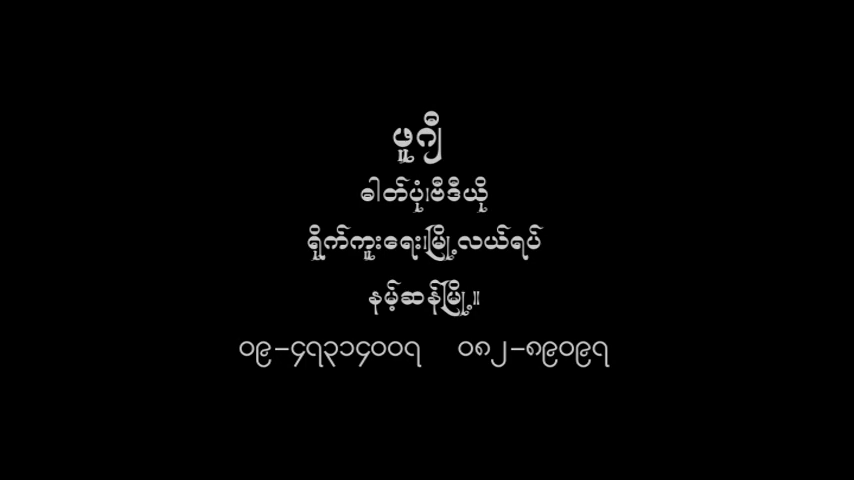 ဖူဂျီ
ဓါတ်ပုံ၊ဗီဒီယို
ရိုက်ကူးရေး၊မြို့လယ်ရပ်
နမ့်ဆန်မြို့။
၀၉–၄၇၃၁၄၀၀၇ ၀၈၂–၈၉၀၉၇